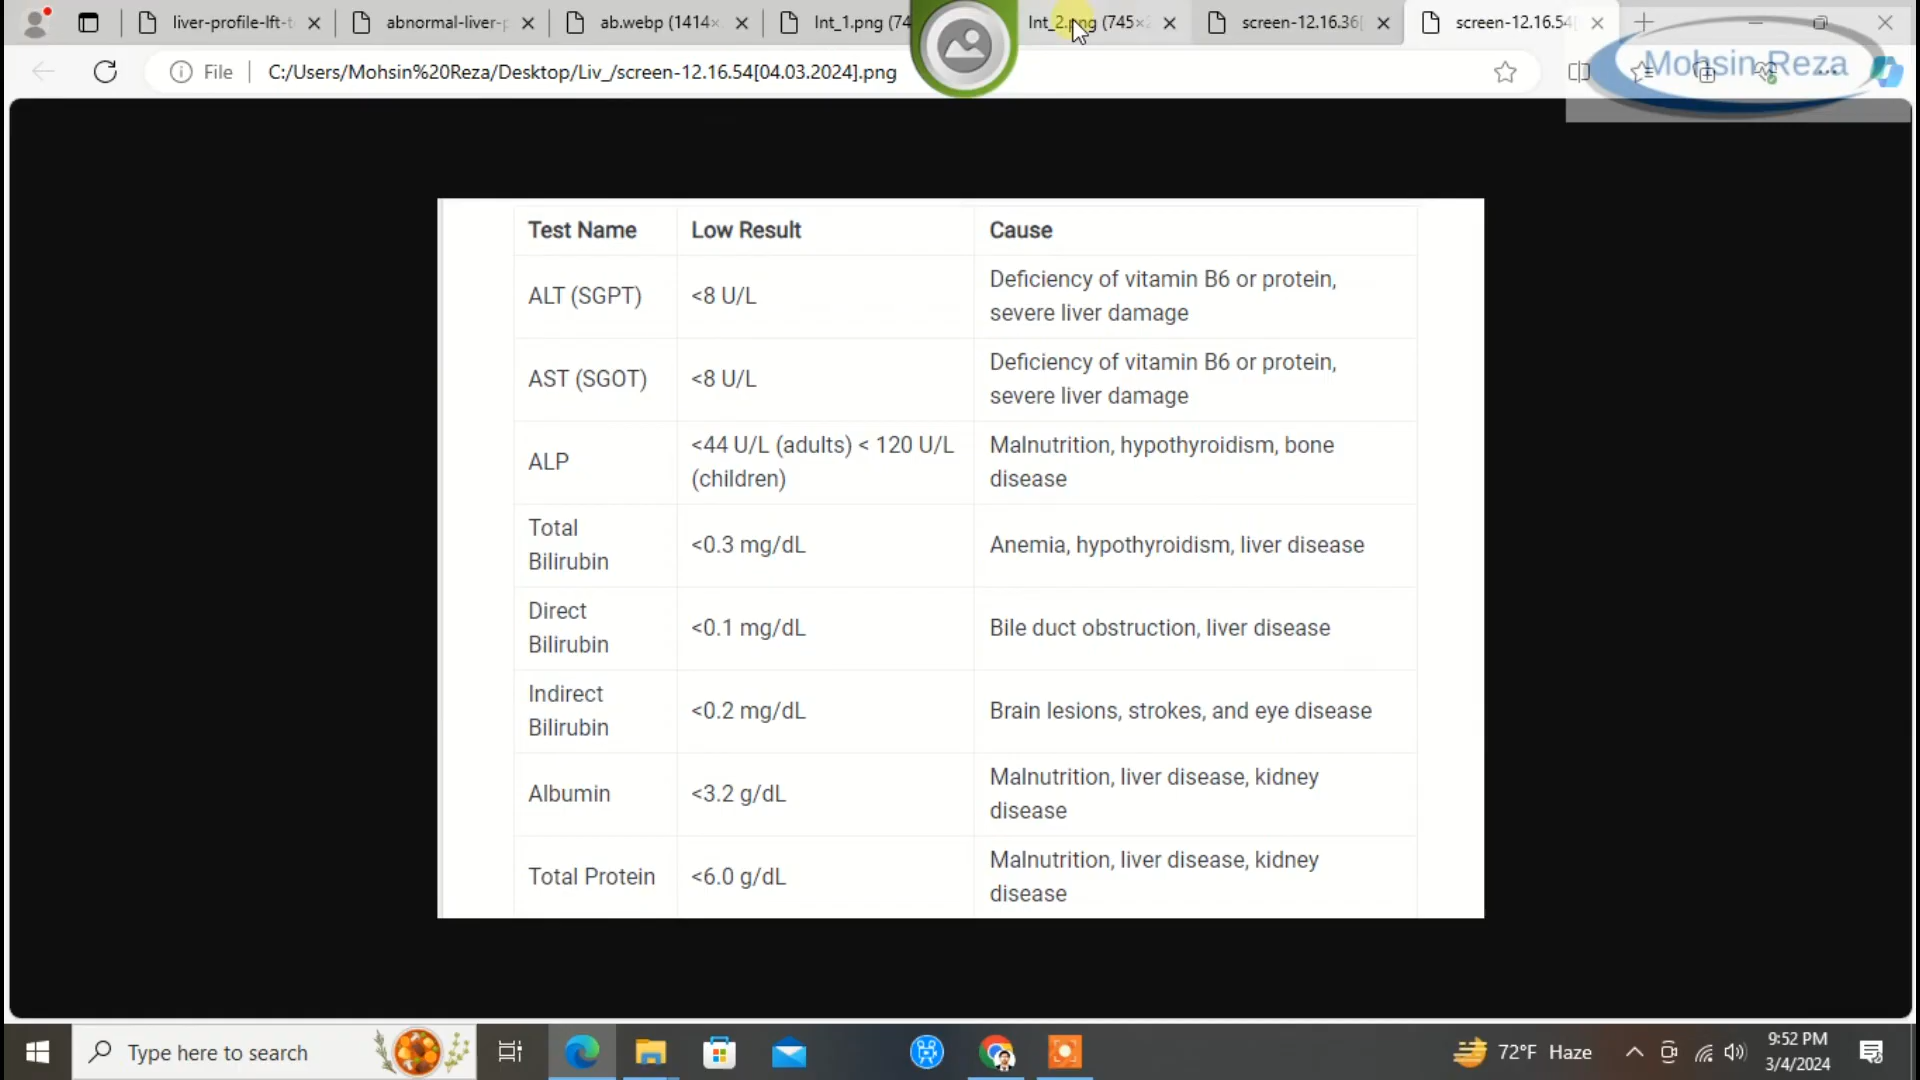 liver-profile-lft-t
abnormal-liver-p
ab.webp (1414×
Int_1.png (74
Int_2.png (745×
screen-12.16.36[
screen-12.16.54[
File
C:/Users/Mohsin%20Reza/Desktop/Liv_/screen-12.16.54[04.03.2024].png
Mohsin Reza
Test Name Low Result Cause
ALT (SGPT) <8 U/L Deficiency of vitamin B6 or protein,
severe liver damage
AST (SGOT) <8 U/L Deficiency of vitamin B6 or protein,
severe liver damage
ALP <44 U/L (adults) < 120 U/L Malnutrition, hypothyroidism, bone
(children) disease
Total
Bilirubin <0.3 mg/dL Anemia, hypothyroidism, liver disease
Direct
Bilirubin <0.1 mg/dL Bile duct obstruction, liver disease
Indirect
Bilirubin <0.2 mg/dL Brain lesions, strokes, and eye disease
Albumin <3.2 g/dL Malnutrition, liver disease, kidney
disease
Total Protein <6.0 g/dL Malnutrition, liver disease, kidney
disease
Type here to search
72°F Haze
9:52 PM
3/4/2024